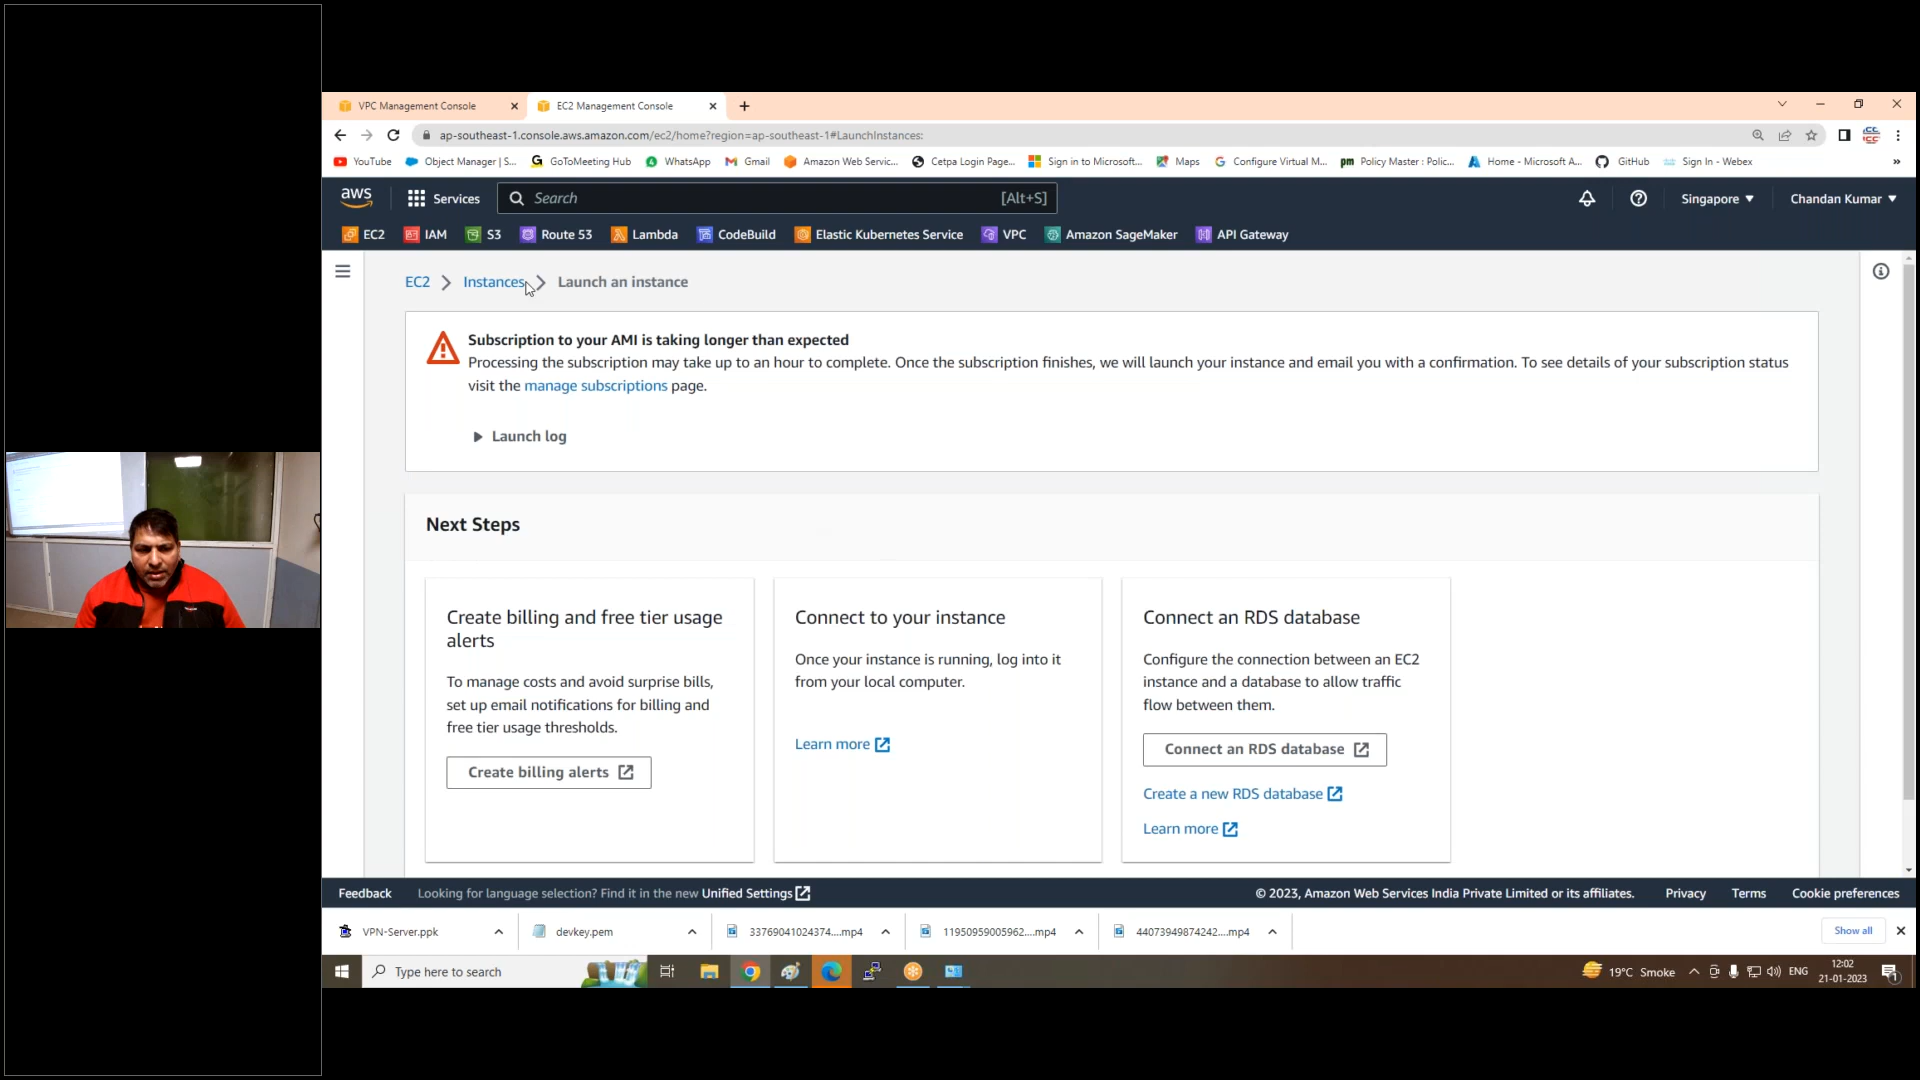 VPC Management Console
EC2 Management Console
ap-southeast-1.console.aws.amazon.com/ec2/home?region=ap-southeast-1#LaunchInstances:
YouTube
Object Manager | S...
GoToMeeting Hub
WhatsApp
Gmail
Amazon Web Servic...
Cetpa Login Page...
Sign in to Microsoft...
Maps
Configure Virtual M...
Policy Master : Polic...
Home - Microsoft A...
GitHub
Sign In - Webex
aws
Services
Search
[Alt+S]
Singapore
Chandan Kumar
EC2
IAM
S3
Route 53
Lambda
CodeBuild
Elastic Kubernetes Service
VPC
Amazon SageMaker
API Gateway
EC2
Instances
Launch an instance
Subscription to your AMI is taking longer than expected
Processing the subscription may take up to an hour to complete. Once the subscription finishes, we will launch your instance and email you with a confirmation. To see details of your subscription status
visit the manage subscriptions page.
Launch log
Next Steps
Create billing and free tier usage
alerts
To manage costs and avoid surprise bills,
set up email notifications for billing and
free tier usage thresholds.
Create billing alerts
Connect to your instance
Once your instance is running, log into it
from your local computer.
Learn more
Connect an RDS database
Configure the connection between an EC2
instance and a database to allow traffic
flow between them.
Connect an RDS database
Create a new RDS database
Learn more
Feedback
Looking for language selection? Find it in the new Unified Settings
© 2023, Amazon Web Services India Private Limited or its affiliates.
Privacy
Terms
Cookie preferences
VPN-Server.ppk
devkey.pem
33769041024374....mp4
11950959005962....mp4
44073949874242....mp4
Show all
Type here to search
19°C Smoke
ENG
12:02
21-01-2023